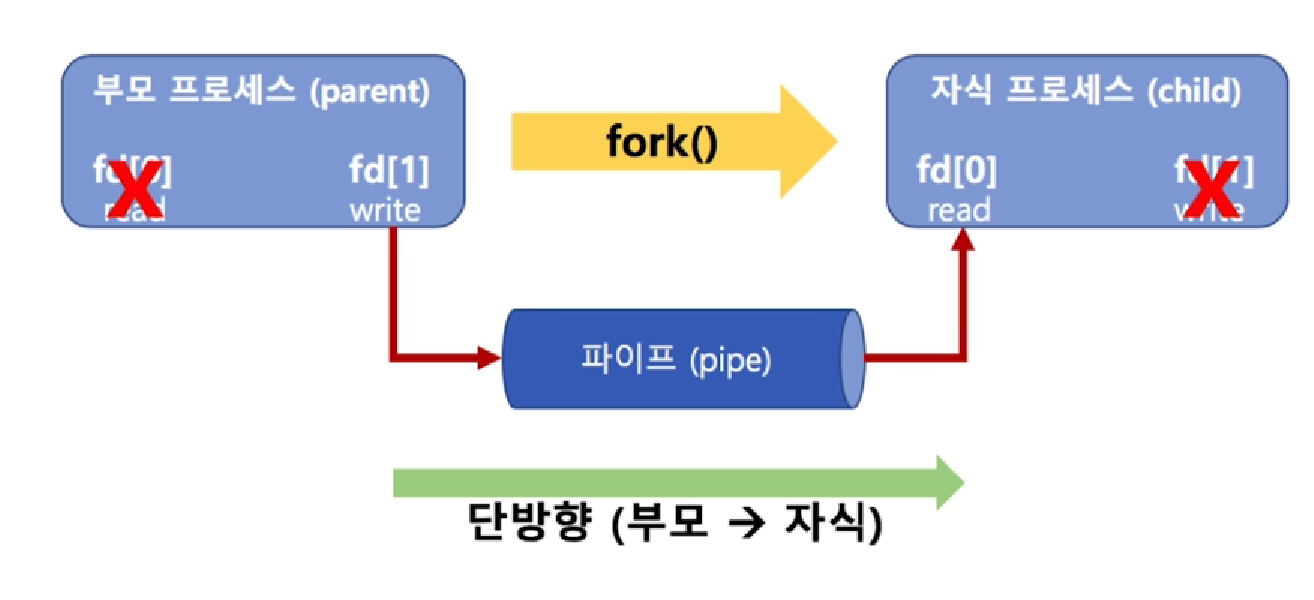 부모 프로세스 (parent)
fd[0]
read
fd[1]
write
fork()
자식 프로세스 (child)
fd[0]
read
fd[1]
write
파이프 (pipe)
단방향 (부모 → 자식)